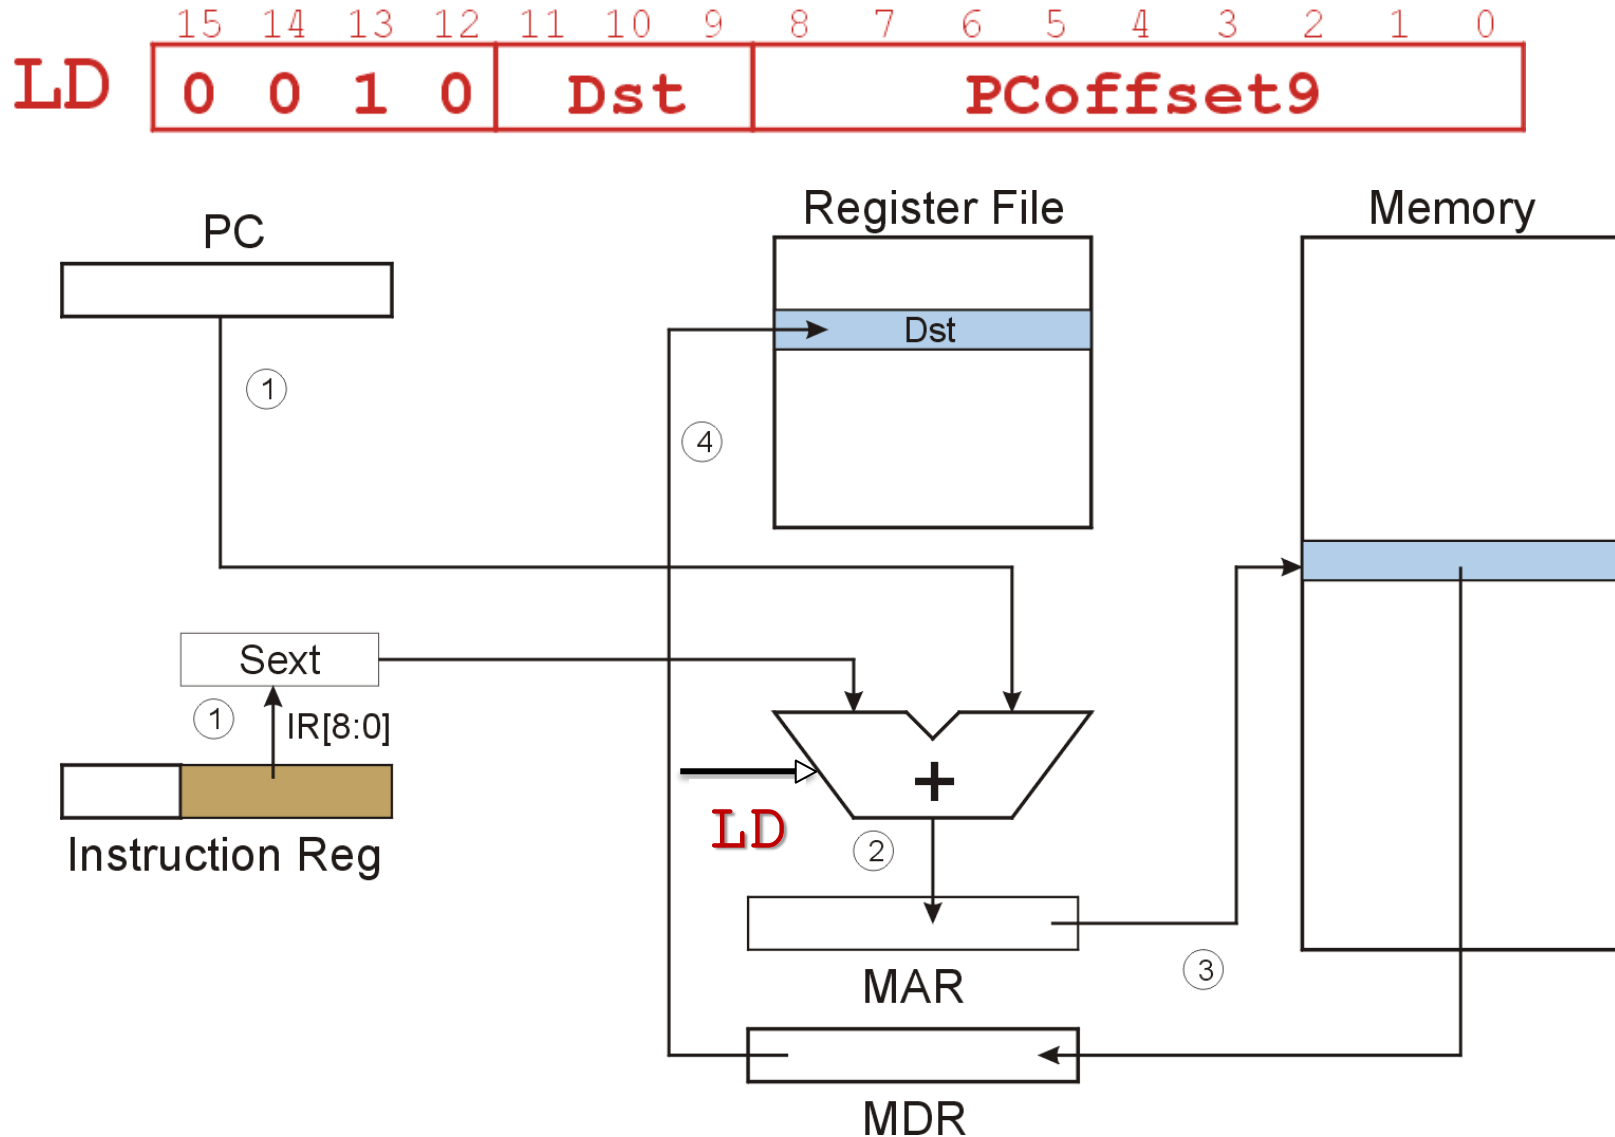 15 14 13 12 11 10 9 8 7 6 5 4 3 2 1 0
LD 0 0 1 0 Dst PCoffset9
Register File
Memory
PC
Dst
1
4
Sext
1
IR[8:0]
+
LD
2
Instruction Reg
3
MAR
MDR